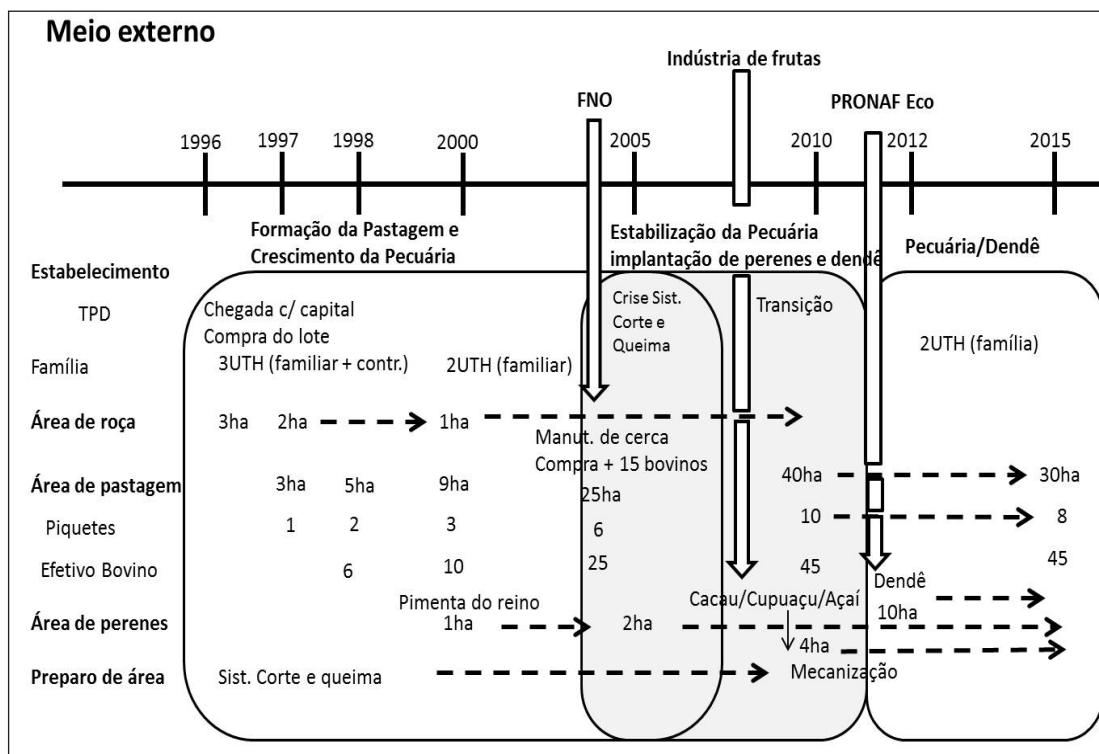 Meio externo
Indústria de frutas
FNO
PRONAF Eco
1996 1997 1998 2000 2005 2010 2012 2015
Formação da Pastagem e
Crescimento da Pecuária
Estabilização da Pecuária
implantação de perenes e dendê
Pecuária/Dendê
Estabelecimento
TPD
Chegada c/ capital
Compra do lote
Crise Sist.
Corte e
Queima
Transição
Família 3UTH (familiar + contr.) 2UTH (familiar) 2UTH (família)
Área de roça 3ha 2ha 1ha
Manut. de cerca
Compra + 15 bovinos
Área de pastagem 3ha 5ha 9ha 25ha 40ha 30ha
Piquetes 1 2 3 6 10 8
Efetivo Bovino 6 10 25 45 45
Pimenta do reino
Cacau/Cupuaçu/Açaí
Dendê
Área de perenes 1ha 2ha 10ha
4ha
Preparo de área Sist. Corte e queima Mecanização